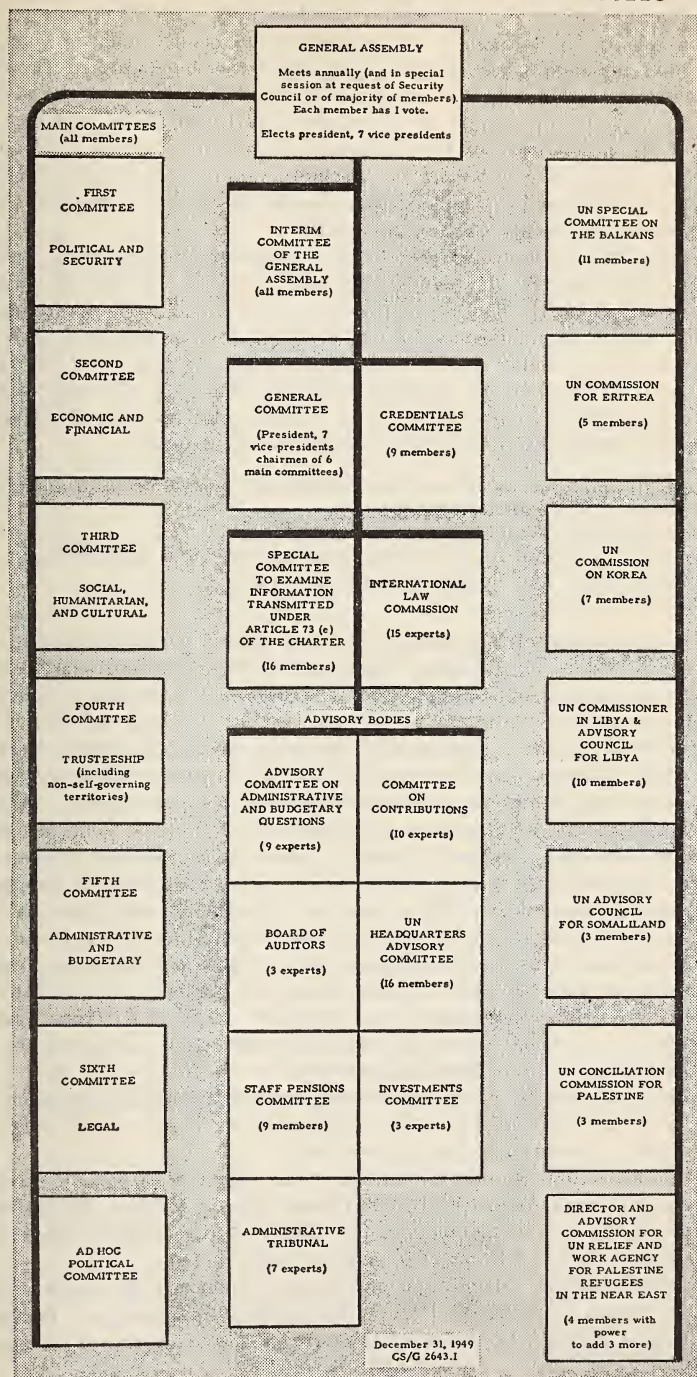 GENERAL ASSEMBLY
Meets annually (and in special
session at request of Security
Council or of majority of members).
Each member has 1 vote.
Elects president, 7 vice presidents
MAIN COMMITTEES
(all members)
FIRST
COMMITTEE
POLITICAL AND
SECURITY
SECOND
COMMITTEE
ECONOMIC AND
FINANCIAL
THIRD
COMMITTEE
SOCIAL,
HUMANITARIAN,
AND CULTURAL
FOURTH
COMMITTEE
TRUSTEESHIP
(including
non-self-governing
territories)
FIFTH
COMMITTEE
ADMINISTRATIVE
AND
BUDGETARY
SIXTH
COMMITTEE
LEGAL
AD HOC
POLITICAL
COMMITTEE
INTERIM
COMMITTEE
OF THE
GENERAL
ASSEMBLY
(all members)
GENERAL
COMMITTEE
(President, 7
vice presidents
chairmen of 6
main committees)
CREDENTIALS
COMMITTEE
(9 members)
SPECIAL
COMMITTEE
TO EXAMINE
INFORMATION
TRANSMITTED
UNDER
ARTICLE 73 (e)
OF THE CHARTER
(16 members)
INTERNATIONAL
LAW
COMMISSION
(15 experts)
ADVISORY BODIES
ADVISORY
COMMITTEE ON
ADMINISTRATIVE
AND BUDGETARY
QUESTIONS
(9 experts)
COMMITTEE
ON
CONTRIBUTIONS
(10 experts)
BOARD OF
AUDITORS
(3 experts)
UN
HEADQUARTERS
ADVISORY
COMMITTEE
(16 members)
STAFF PENSIONS
COMMITTEE
(9 members)
INVESTMENTS
COMMITTEE
(3 experts)
ADMINISTRATIVE
TRIBUNAL
(7 experts)
UN SPECIAL
COMMITTEE ON
THE BALKANS
(11 members)
UN COMMISSION
FOR ERITREA
(5 members)
UN
COMMISSION
ON KOREA
(7 members)
UN COMMISSIONER
IN LIBYA &
ADVISORY
COUNCIL
FOR LIBYA
(10 members)
UN ADVISORY
COUNCIL
FOR SOMALILAND
(3 members)
UN CONCILIATION
COMMISSION FOR
PALESTINE
(3 members)
DIRECTOR AND
ADVISORY
COMMISSION FOR
UN RELIEF AND
WORK AGENCY
FOR PALESTINE
REFUGEES
IN THE NEAR EAST
(4 members with
power
to add 3 more)
December 31, 1949
GS/G 2643.1